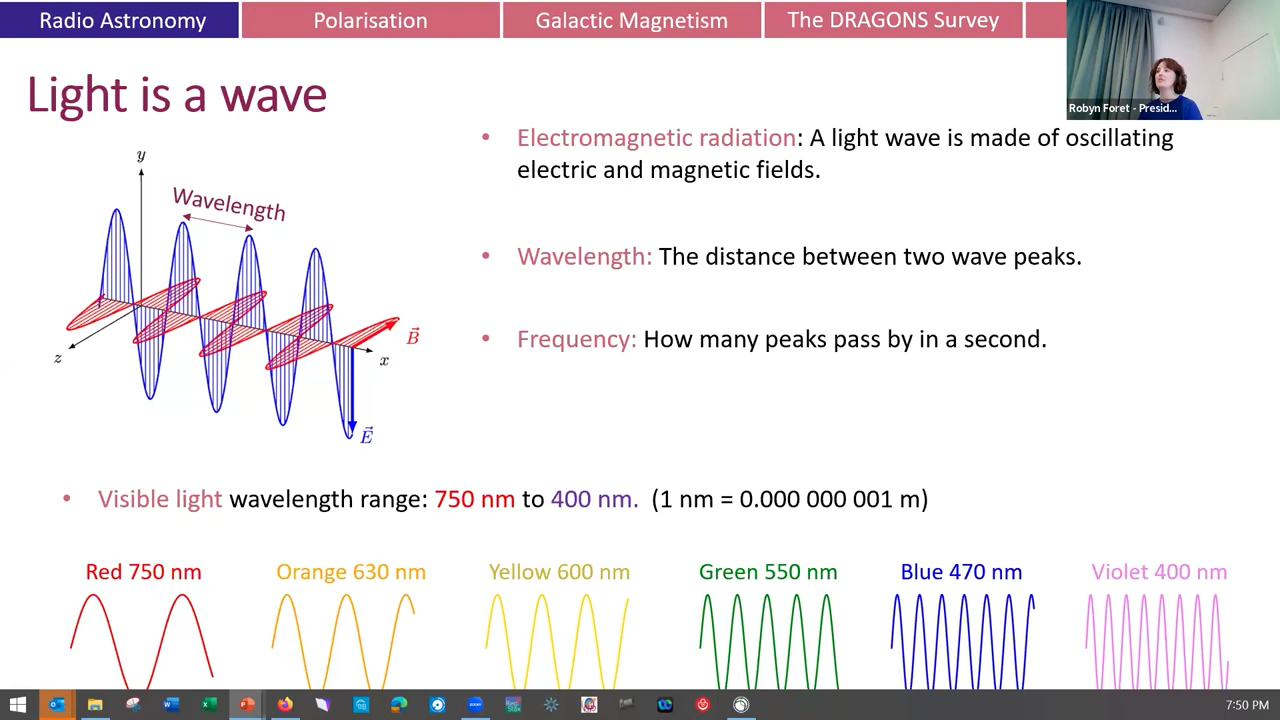 Radio Astronomy
Polarisation
Galactic Magnetism
The DRAGONS Survey
Robyn Foret - Presid...
Light is a wave
• Electromagnetic radiation: A light wave is made of oscillating
electric and magnetic fields.
y
Wavelength
• Wavelength: The distance between two wave peaks.
• Frequency: How many peaks pass by in a second.
B
z
x
E
• Visible light wavelength range: 750 nm to 400 nm. (1 nm = 0.000 000 001 m)
Red 750 nm
Orange 630 nm
Yellow 600 nm
Green 550 nm
Blue 470 nm
Violet 400 nm
7:50 PM